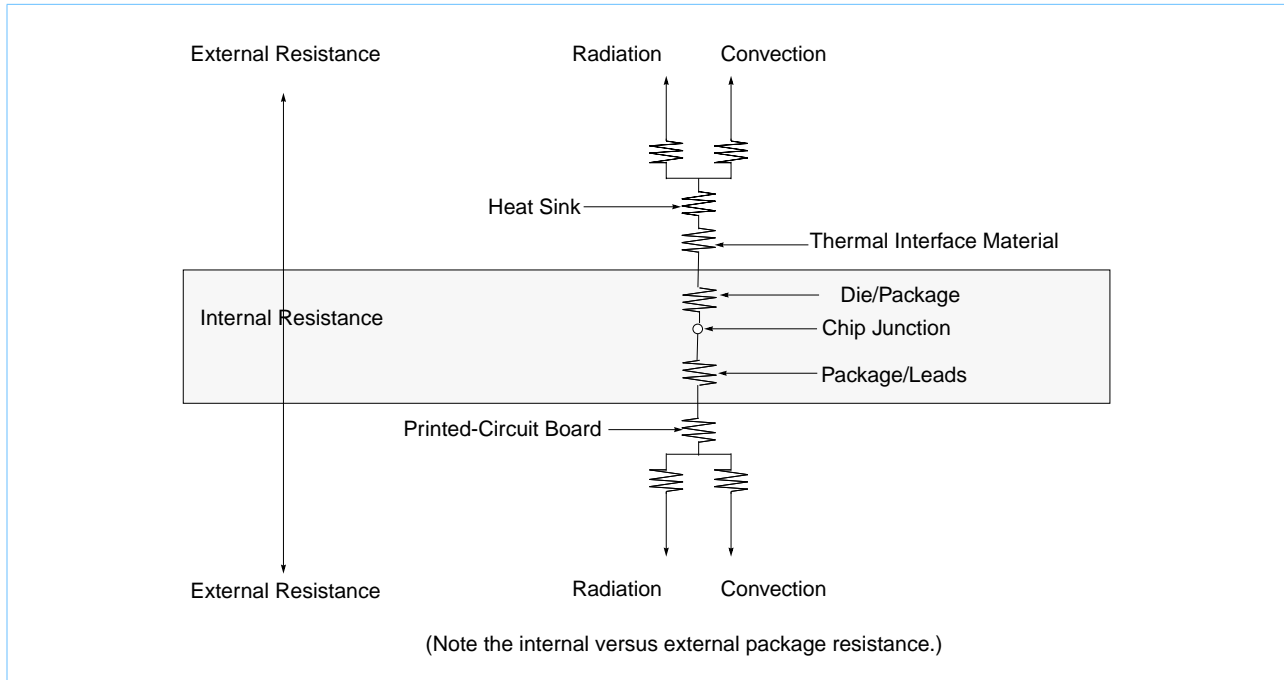 External Resistance
Radiation
Convection
Heat Sink
Thermal Interface Material
Die/Package
Internal Resistance
Chip Junction
Package/Leads
Printed-Circuit Board
External Resistance
Radiation
Convection
(Note the internal versus external package resistance.)